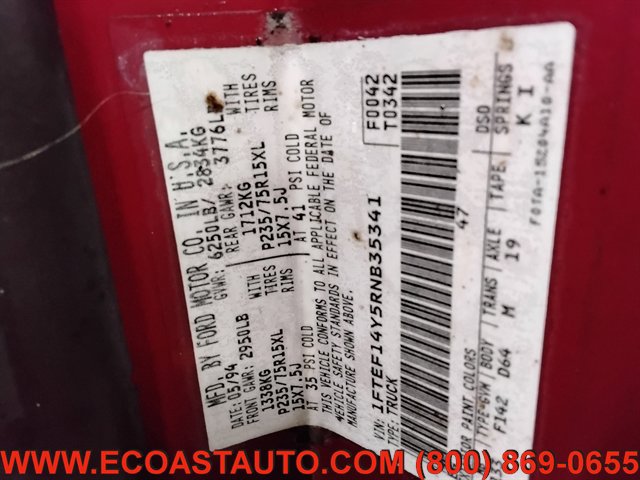 MFD. BY FORD MOTOR CO. IN U.S.A.
DATE: 05/94 GVWR: 6250LB/ 2834KG
FRONT GAWR: 2950LB REAR GAWR: 3776LB
1338KG WITH 1712KG WITH
P235/75R15XL TIRES P235/75R15XL TIRES
15X7.5J RIMS 15X7.5J RIMS
AT 35 PSI COLD AT 41 PSI COLD
THIS VEHICLE CONFORMS TO ALL APPLICABLE FEDERAL MOTOR
VEHICLE SAFETY STANDARDS IN EFFECT ON THE DATE OF
MANUFACTURE SHOWN ABOVE.
F0042
T0342
VIN: 1FTEF14Y5RNB35341
TYPE: TRUCK
47
EXTERIOR PAINT COLORS DSO
TYPE-GVW BODY TRANS AXLE TAPE SPRINGS
F142 D64 M 19 K I
F0TA-15Z04A10-AA
WWW.ECOASTAUTO.COM (800) 869-0655